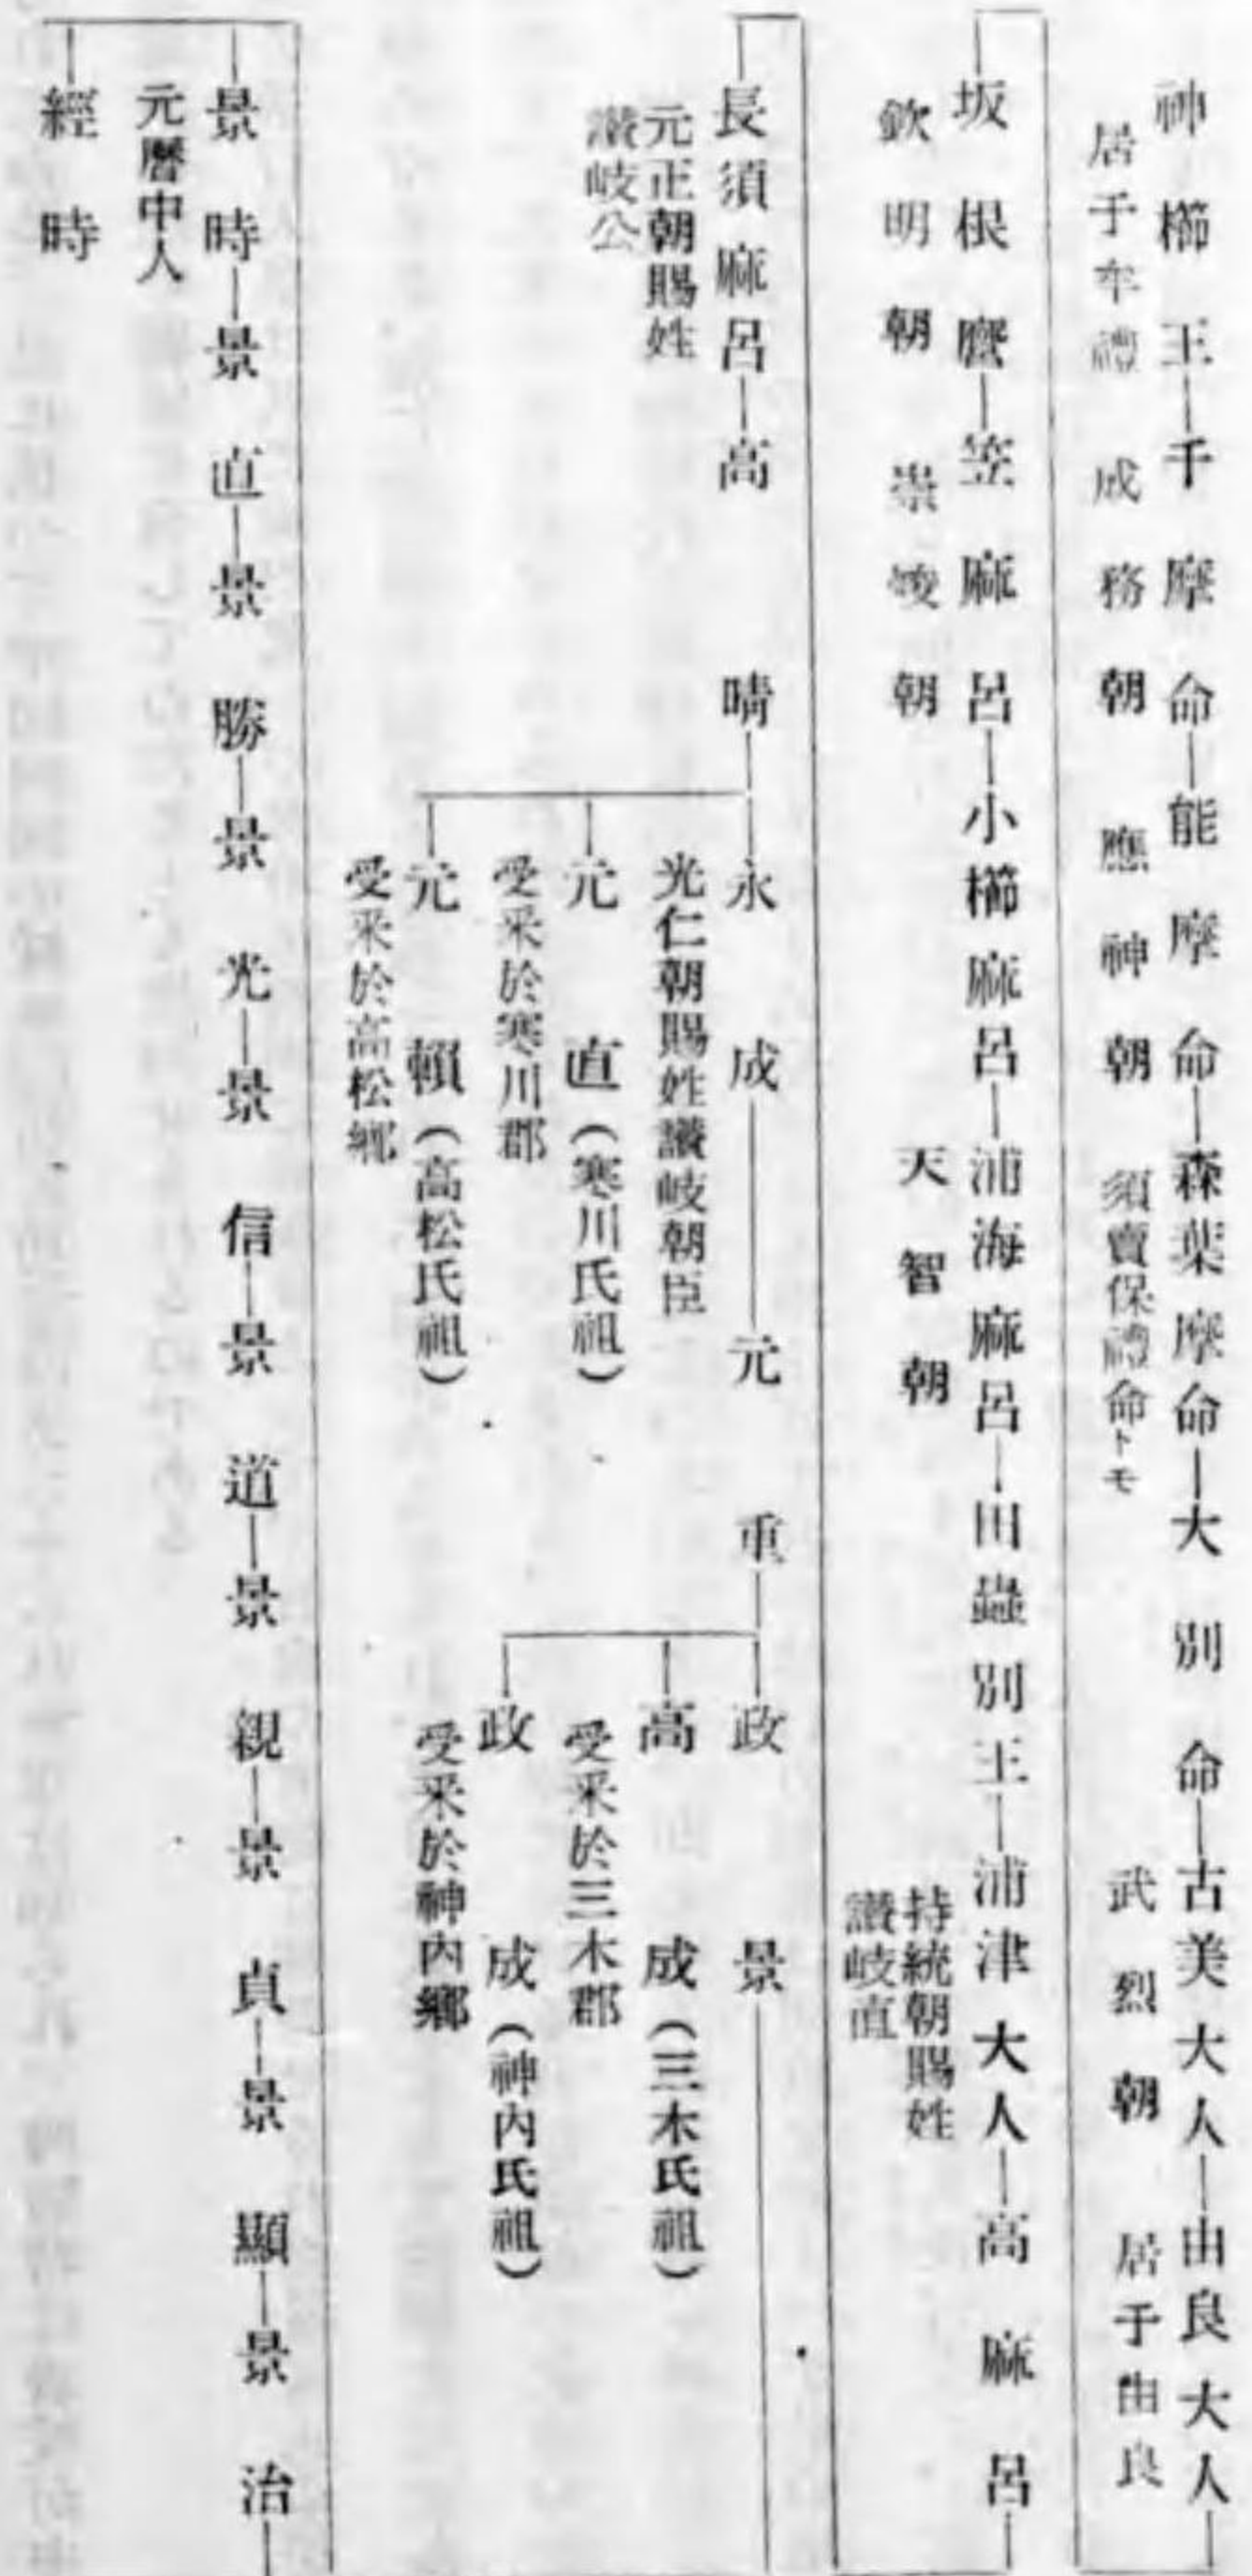 神櫛王―千摩命―能摩命―森葉摩命―大別命―古美大人―由良大人―
居于牟禮 成務朝 應神朝 須賣保禮命トモ 武烈朝 居于由良
―坂根麿―笠麻呂―小櫛麻呂―浦海麻呂―田蟲別王―浦津大人―高麻呂―
欽明朝 崇峻朝 天智朝 持統朝賜姓
讃岐直
―長須麻呂―高晴―永成―元重―政景―
元正朝賜姓
讃岐公
光仁朝賜姓讃岐朝臣
高成(三木氏祖)
受采於三木郡
元直(寒川氏祖)
受采於寒川郡
政成(神內氏祖)
受采於神內鄉
元賴(高松氏祖)
受采於高松鄉
―景時―景直―景勝―景光―景信―景道―景親―景貞―景顯―景治―
元曆中人
―經時